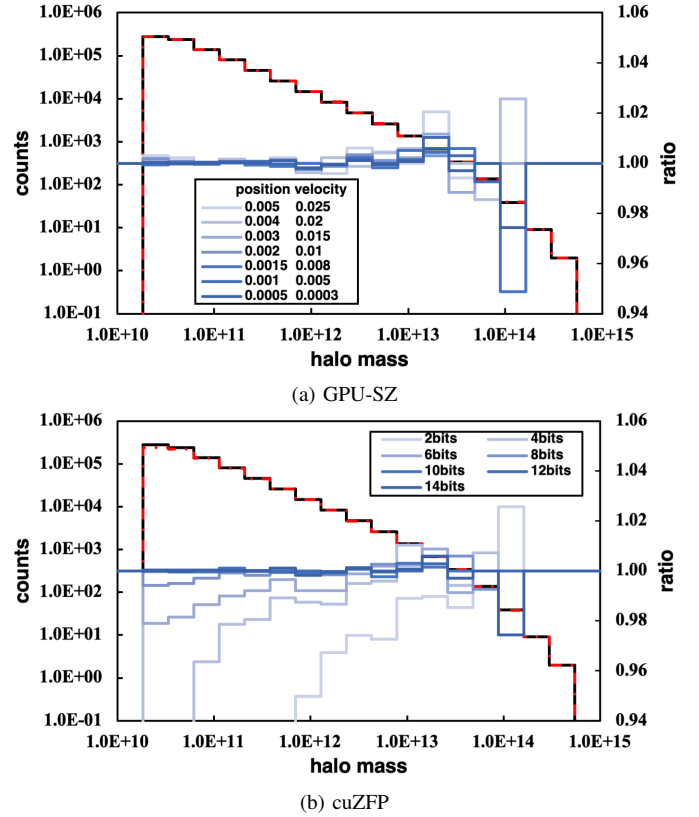 1.0E+06
1.0E+05
1.0E+04
1.0E+03
1.0E+02
1.0E+01
1.0E+00
1.0E-01
counts
1.06
1.04
1.02
1.00
0.98
0.96
0.94
ratio
position velocity
0.005 0.025
0.004 0.02
0.003 0.015
0.002 0.01
0.0015 0.008
0.001 0.005
0.0005 0.0003
1.0E+10 1.0E+11 1.0E+12 1.0E+13 1.0E+14 1.0E+15
halo mass
(a) GPU-SZ
1.0E+06
1.0E+05
1.0E+04
1.0E+03
1.0E+02
1.0E+01
1.0E+00
1.0E-01
counts
1.06
1.04
1.02
1.00
0.98
0.96
0.94
ratio
2bits 4bits
6bits 8bits
10bits 12bits
14bits
1.0E+10 1.0E+11 1.0E+12 1.0E+13 1.0E+14 1.0E+15
halo mass
(b) cuZFP